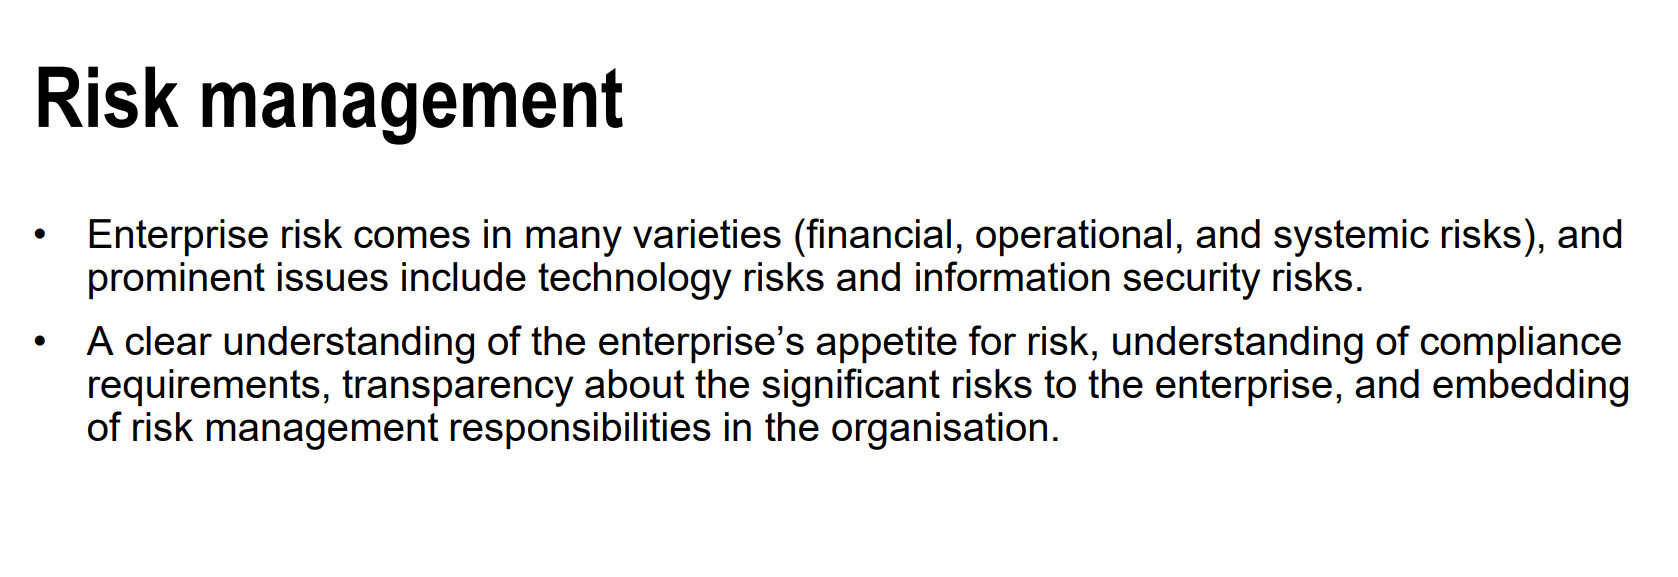 Risk management
• Enterprise risk comes in many varieties (financial, operational, and systemic risks), and
prominent issues include technology risks and information security risks.
• A clear understanding of the enterprise’s appetite for risk, understanding of compliance
requirements, transparency about the significant risks to the enterprise, and embedding
of risk management responsibilities in the organisation.